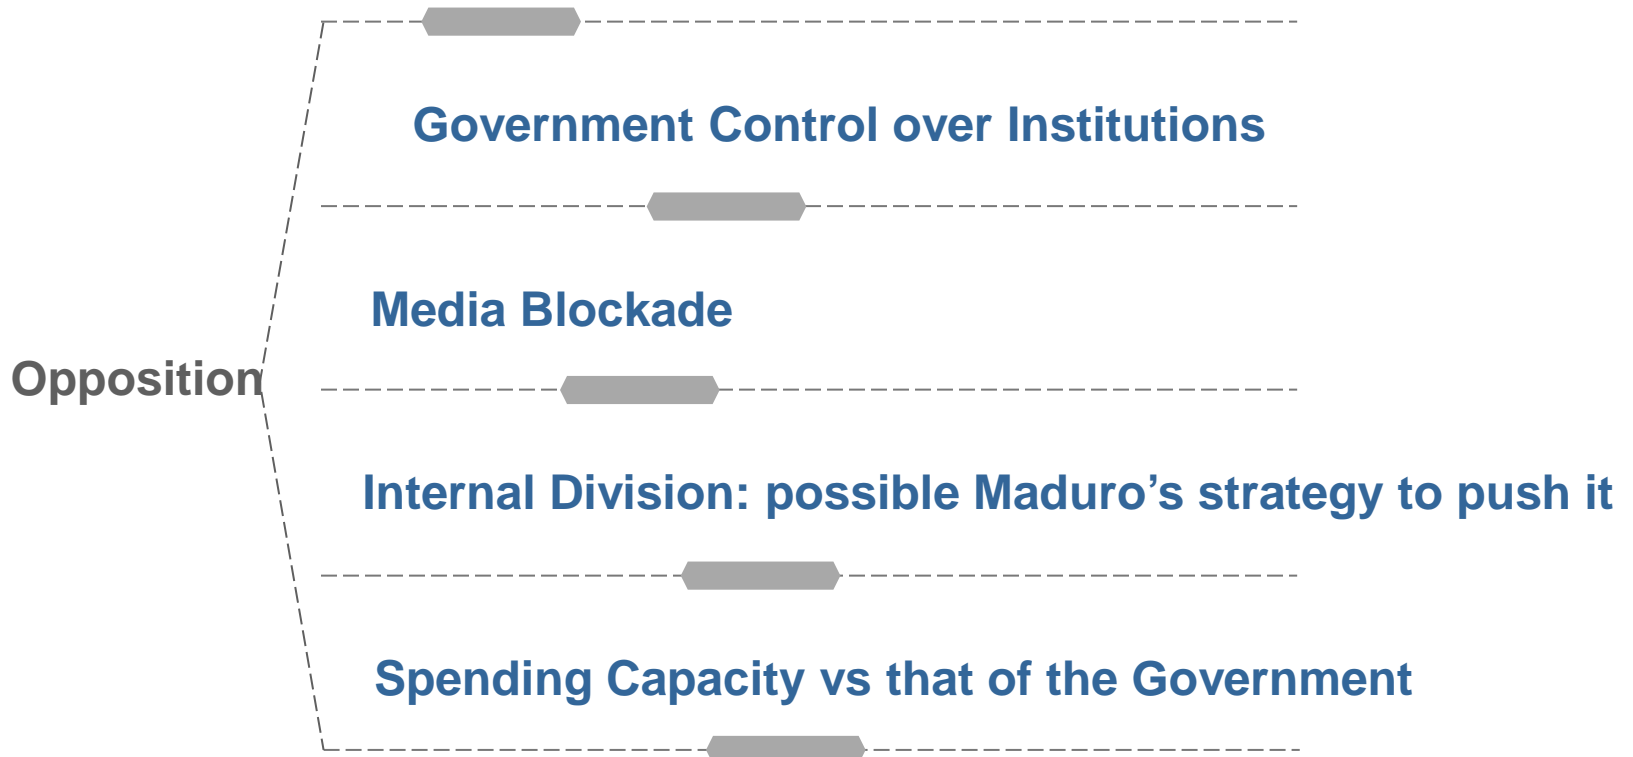 Government Control over Institutions
Media Blockade
Opposition
Internal Division: possible Maduro’s strategy to push it
Spending Capacity vs that of the Government